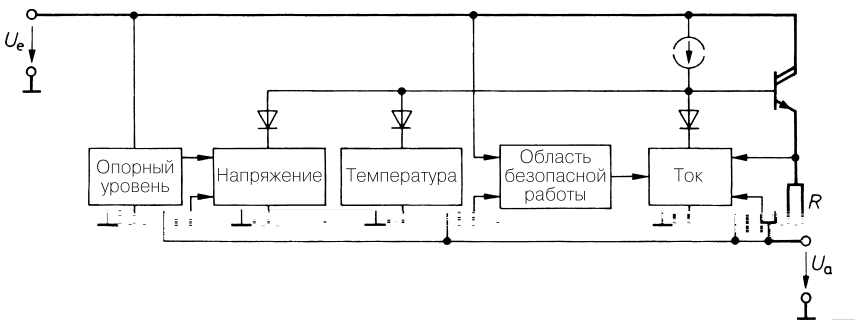 Uₑ
Опорный
уровень
Напряжение
Температура
Область
безопасной
работы
Ток
R
Uₐ